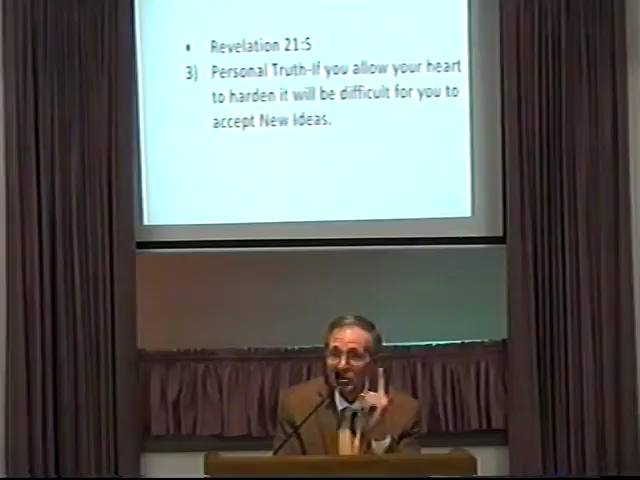 • Revelation 21:5
3) Personal Truth-If you allow your heart
to harden it will be difficult for you to
accept New Ideas.